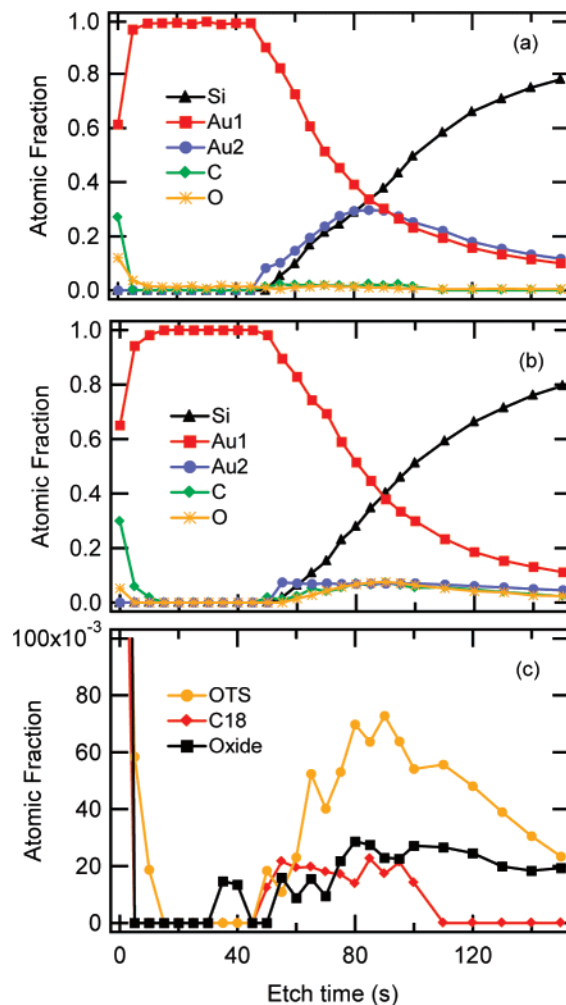 1.0
0.8
0.6
0.4
0.2
0.0
Atomic Fraction
(a)
Si
Au1
Au2
C
O
1.0
0.8
0.6
0.4
0.2
0.0
Atomic Fraction
(b)
Si
Au1
Au2
C
O
100x10-3
80
60
40
20
0
Atomic Fraction
(c)
OTS
C18
Oxide
0 40 80 120
Etch time (s)